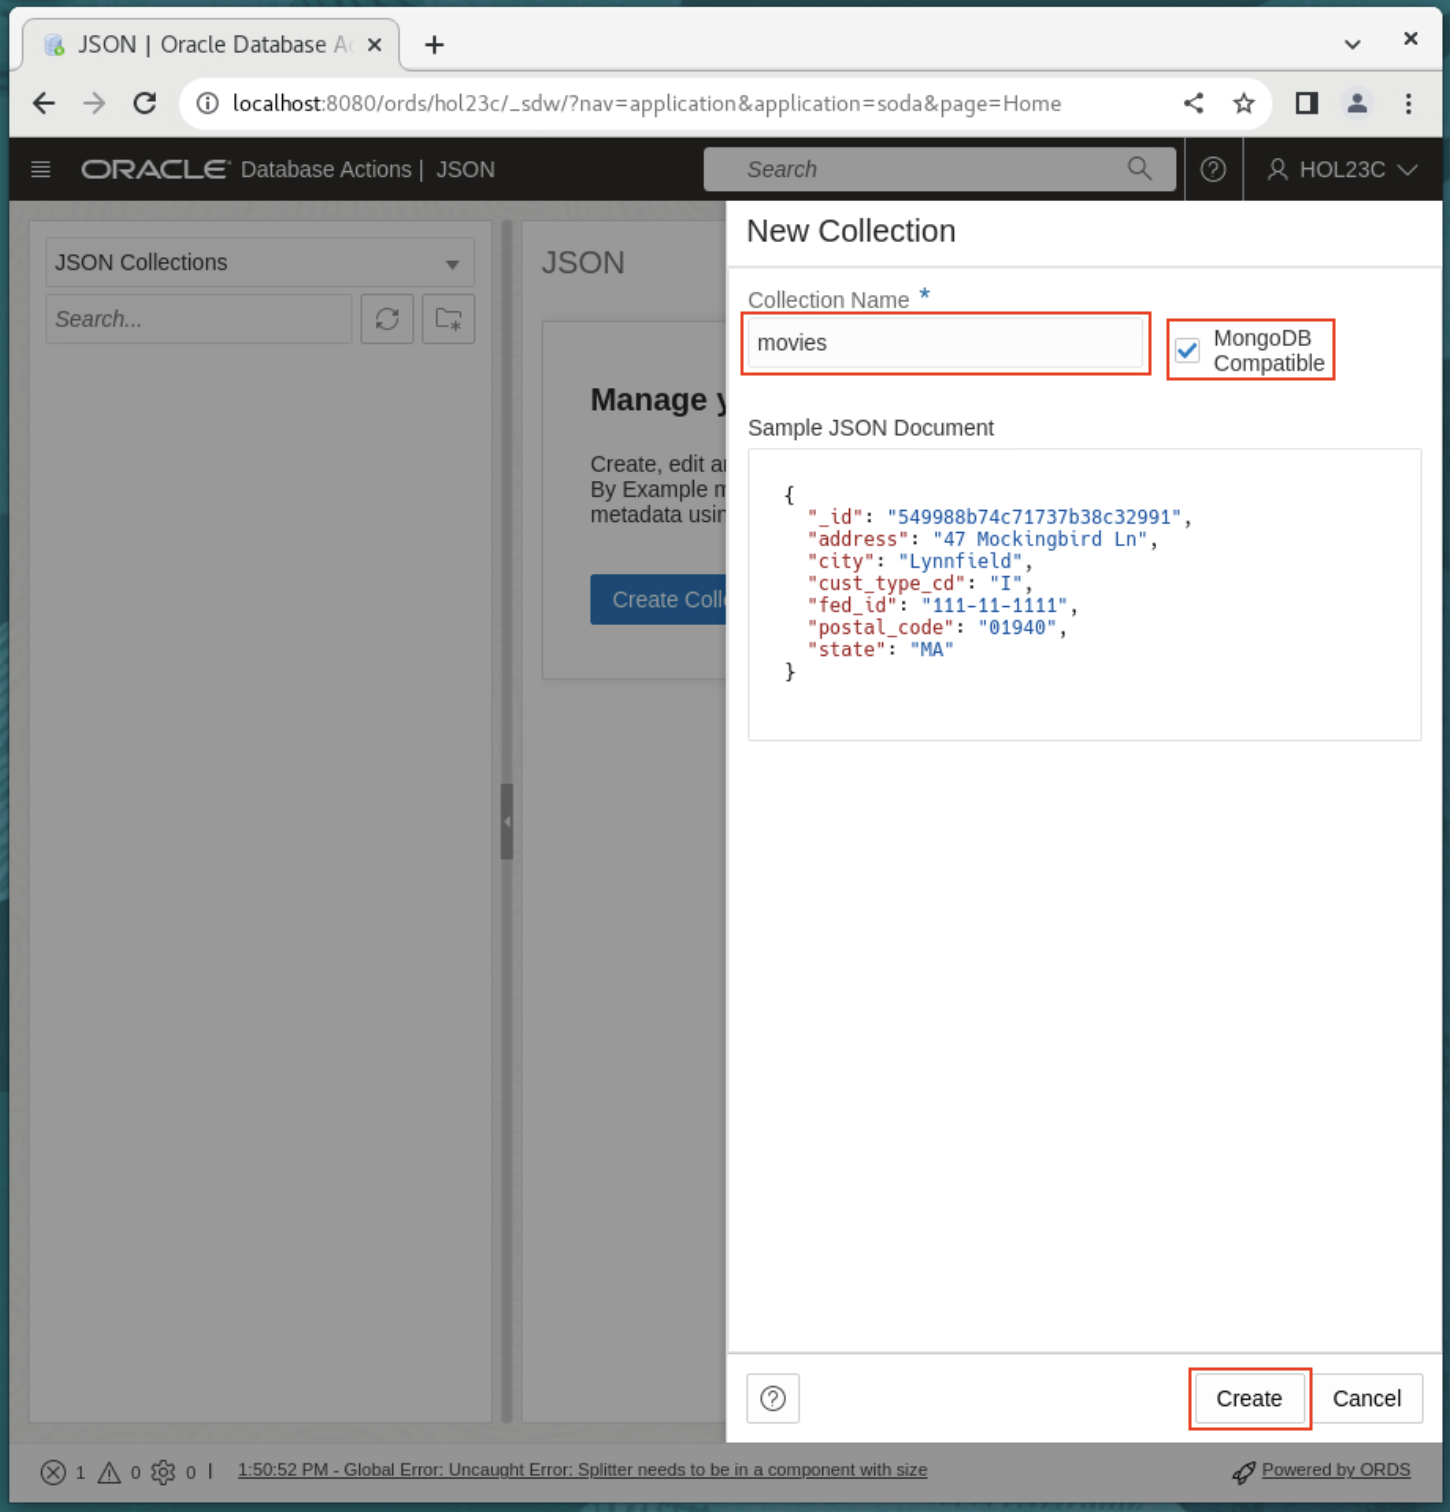 JSON | Oracle Database Ac
localhost:8080/ords/hol23c/_sdw/?nav=application&application=soda&page=Home
ORACLE Database Actions | JSON
Search
HOL23C
JSON Collections
Search...
JSON
Manage y
Create, edit a
By Example m
metadata usin
Create Coll
New Collection
Collection Name *
movies
MongoDB
Compatible
Sample JSON Document
{
"_id": "549988b74c71737b38c32991",
"address": "47 Mockingbird Ln",
"city": "Lynnfield",
"cust_type_cd": "I",
"fed_id": "111-11-1111",
"postal_code": "01940",
"state": "MA"
}
Create
Cancel
1 0 0 | 1:50:52 PM - Global Error: Uncaught Error: Splitter needs to be in a component with size
Powered by ORDS